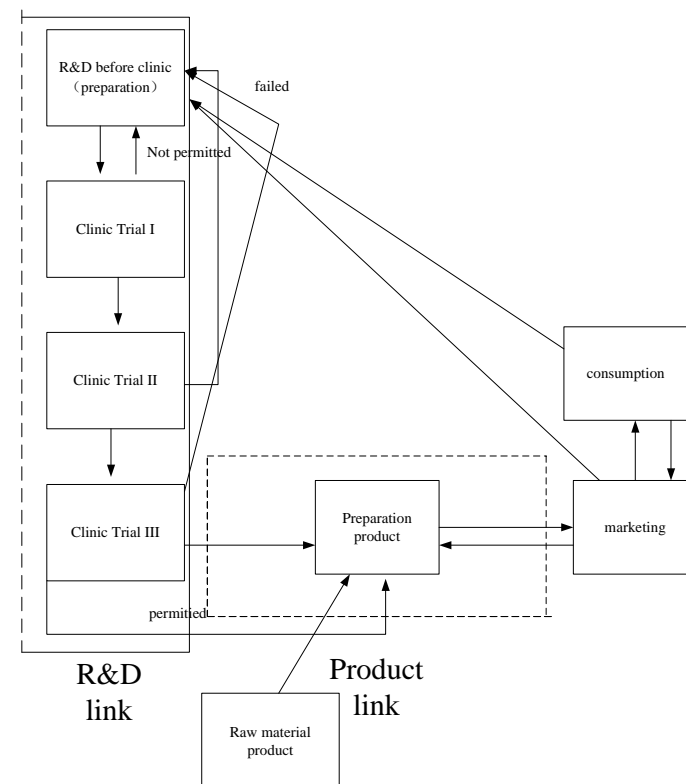 R&D before clinic
（preparation）
failed
Not permitted
Clinic Trial I
Clinic Trial II
consumption
Clinic Trial III
Preparation
product
marketing
permitied
R&D
link
Product
link
Raw material
product